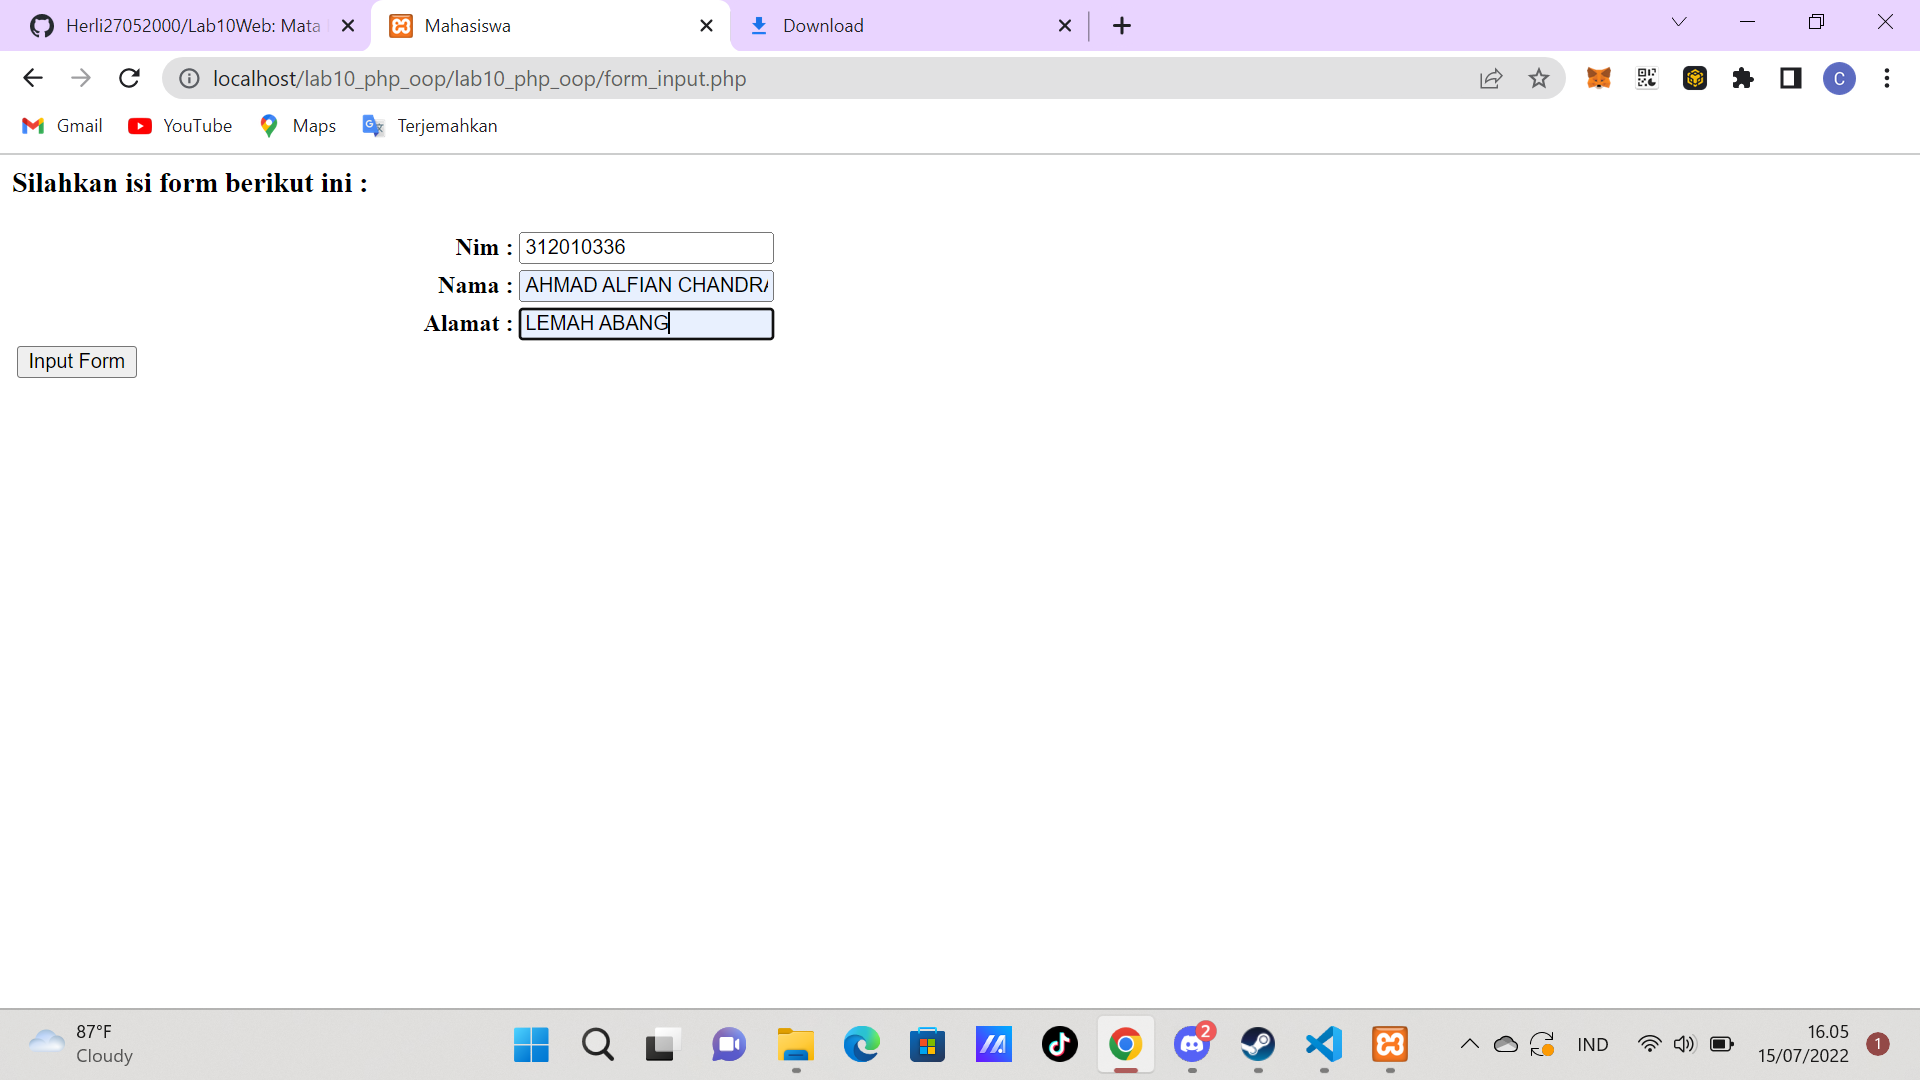 Herli27052000/Lab10Web: Mata
Mahasiswa
Download
localhost/lab10_php_oop/lab10_php_oop/form_input.php
C
Gmail
YouTube
Maps
Terjemahkan
Silahkan isi form berikut ini :
Nim : 312010336
Nama : AHMAD ALFIAN CHANDRA
Alamat : LEMAH ABANG
Input Form
87°F
Cloudy
2
IND
16.05
15/07/2022
1